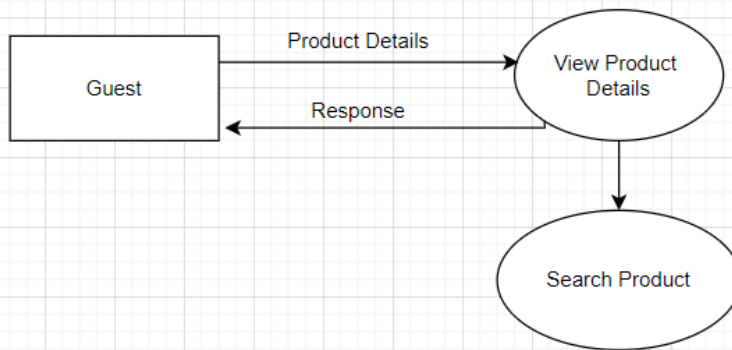 Product Details
Guest
View Product
Details
Response
Search Product